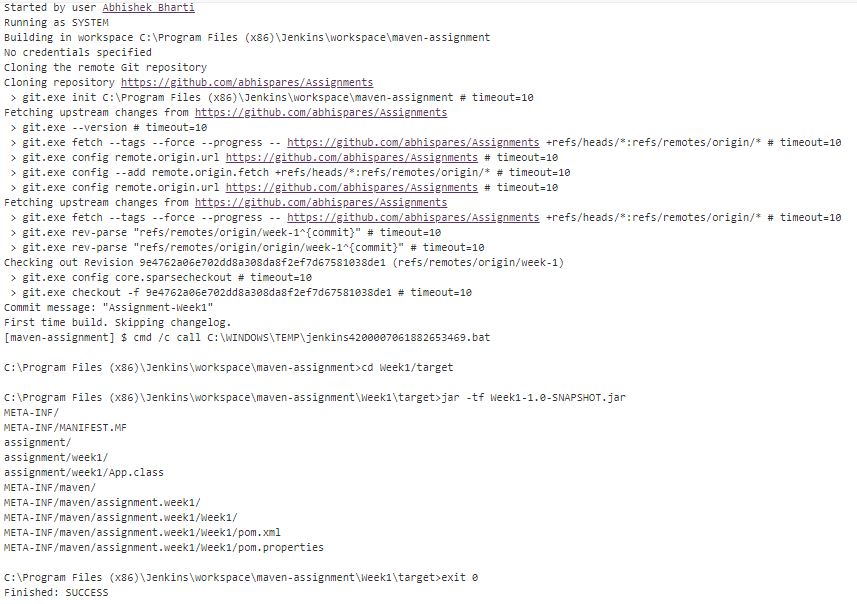 Started by user Abhishek Bharti
Running as SYSTEM
Building in workspace C:\Program Files (x86)\Jenkins\workspace\maven-assignment
No credentials specified
Cloning the remote Git repository
Cloning repository https://github.com/abhispares/Assignments
 > git.exe init C:\Program Files (x86)\Jenkins\workspace\maven-assignment # timeout=10
Fetching upstream changes from https://github.com/abhispares/Assignments
 > git.exe --version # timeout=10
 > git.exe fetch --tags --force --progress -- https://github.com/abhispares/Assignments +refs/heads/*:refs/remotes/origin/* # timeout=10
 > git.exe config remote.origin.url https://github.com/abhispares/Assignments # timeout=10
 > git.exe config --add remote.origin.fetch +refs/heads/*:refs/remotes/origin/* # timeout=10
 > git.exe config remote.origin.url https://github.com/abhispares/Assignments # timeout=10
Fetching upstream changes from https://github.com/abhispares/Assignments
 > git.exe fetch --tags --force --progress -- https://github.com/abhispares/Assignments +refs/heads/*:refs/remotes/origin/* # timeout=10
 > git.exe rev-parse "refs/remotes/origin/week-1^{commit}" # timeout=10
 > git.exe rev-parse "refs/remotes/origin/origin/week-1^{commit}" # timeout=10
Checking out Revision 9e4762a06e702dd8a308da8f2ef7d67581038de1 (refs/remotes/origin/week-1)
 > git.exe config core.sparsecheckout # timeout=10
 > git.exe checkout -f 9e4762a06e702dd8a308da8f2ef7d67581038de1 # timeout=10
Commit message: "Assignment-Week1"
First time build. Skipping changelog.
[maven-assignment] $ cmd /c call C:\WINDOWS\TEMP\jenkins4200007061882653469.bat
C:\Program Files (x86)\Jenkins\workspace\maven-assignment>cd Week1/target
C:\Program Files (x86)\Jenkins\workspace\maven-assignment\Week1\target>jar -tf Week1-1.0-SNAPSHOT.jar
META-INF/
META-INF/MANIFEST.MF
assignment/
assignment/week1/
assignment/week1/App.class
META-INF/maven/
META-INF/maven/assignment.week1/
META-INF/maven/assignment.week1/Week1/
META-INF/maven/assignment.week1/Week1/pom.xml
META-INF/maven/assignment.week1/Week1/pom.properties
C:\Program Files (x86)\Jenkins\workspace\maven-assignment\Week1\target>exit 0
Finished: SUCCESS